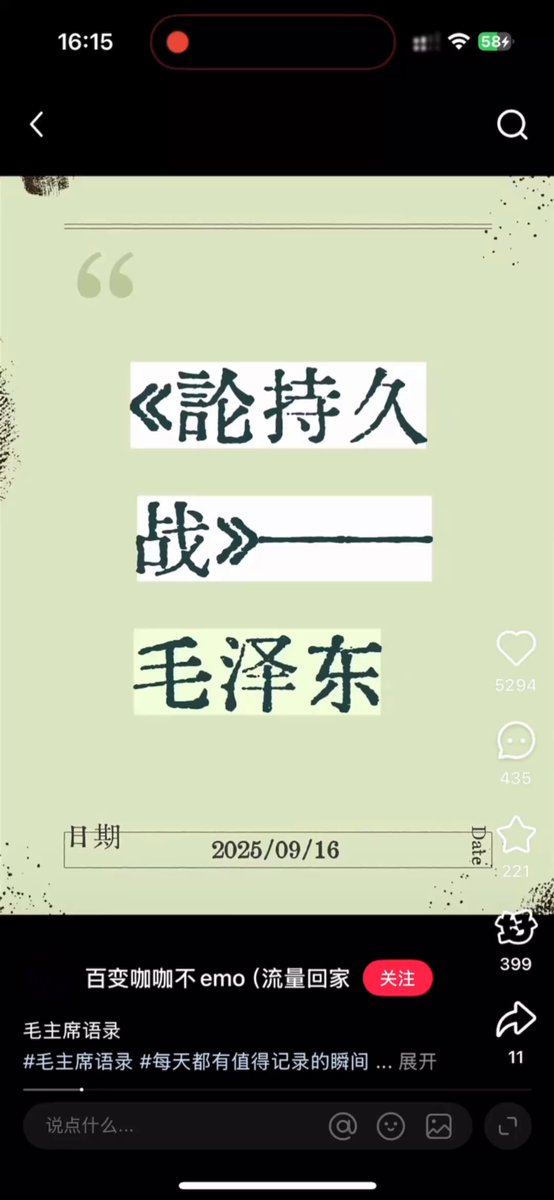 16:15
58
《論持久
战》——
毛泽东
5294
435
221
日期
2025/09/16
Date
399
百变咖咖不emo（流量回家
关注
毛主席语录
11
#毛主席语录 #每天都有值得记录的瞬间 ... 展开
说点什么...